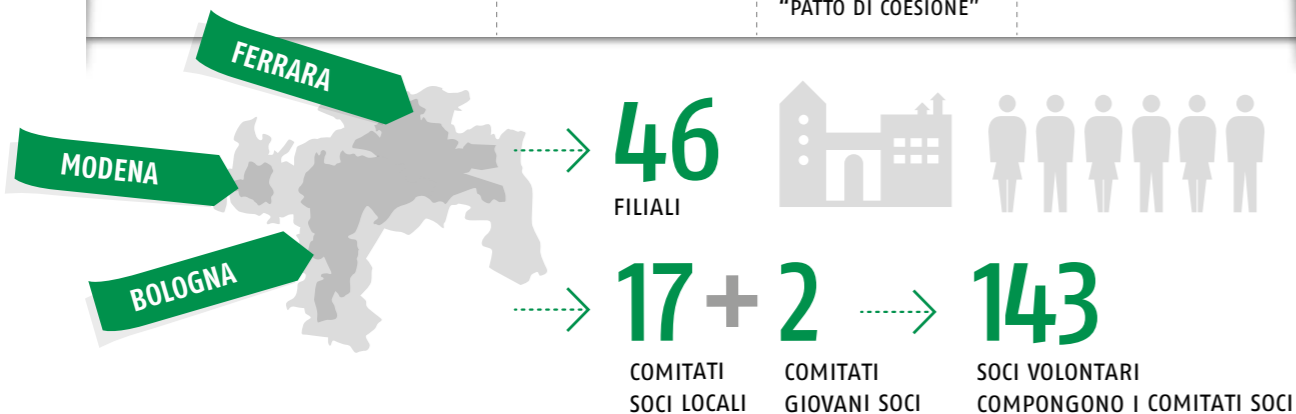 “PATTO DI COESIONE”
FERRARA
MODENA
BOLOGNA
46
FILIALI
17 + 2
143
COMITATI
SOCI LOCALI
COMITATI
GIOVANI SOCI
SOCI VOLONTARI
COMPONGONO I COMITATI SOCI